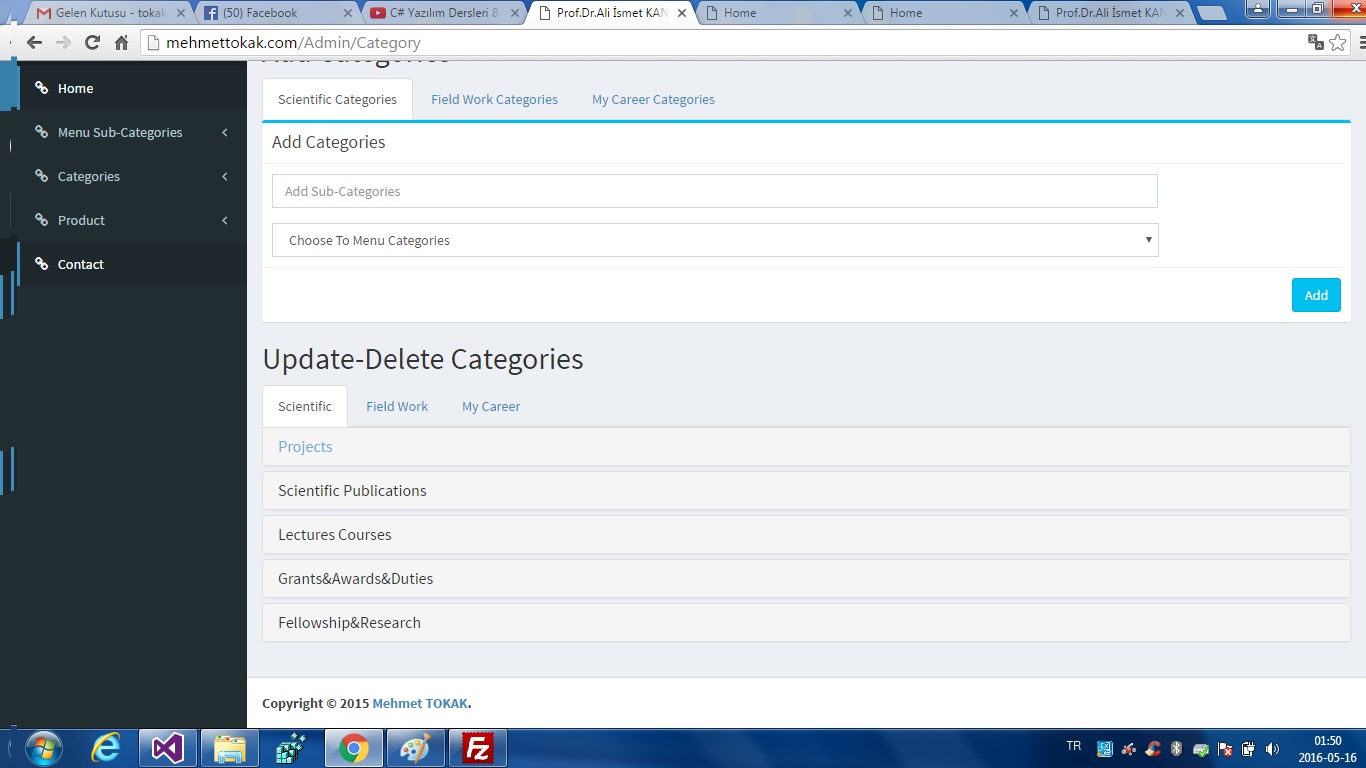 Gelen Kutusu - tokak
(50) Facebook
C# Yazılım Dersleri 8-
Prof.Dr.Ali İsmet KAN
Home
Home
Prof.Dr.Ali İsmet KAN
mehmettokak.com/Admin/Category
Home
Menu Sub-Categories
Categories
Product
Contact
Add Categories
Scientific Categories
Field Work Categories
My Career Categories
Add Categories
Add Sub-Categories
Choose To Menu Categories
Add
Update-Delete Categories
Scientific
Field Work
My Career
Projects
Scientific Publications
Lectures Courses
Grants&Awards&Duties
Fellowship&Research
Copyright © 2015 Mehmet TOKAK.
TR
01:50
2016-05-16